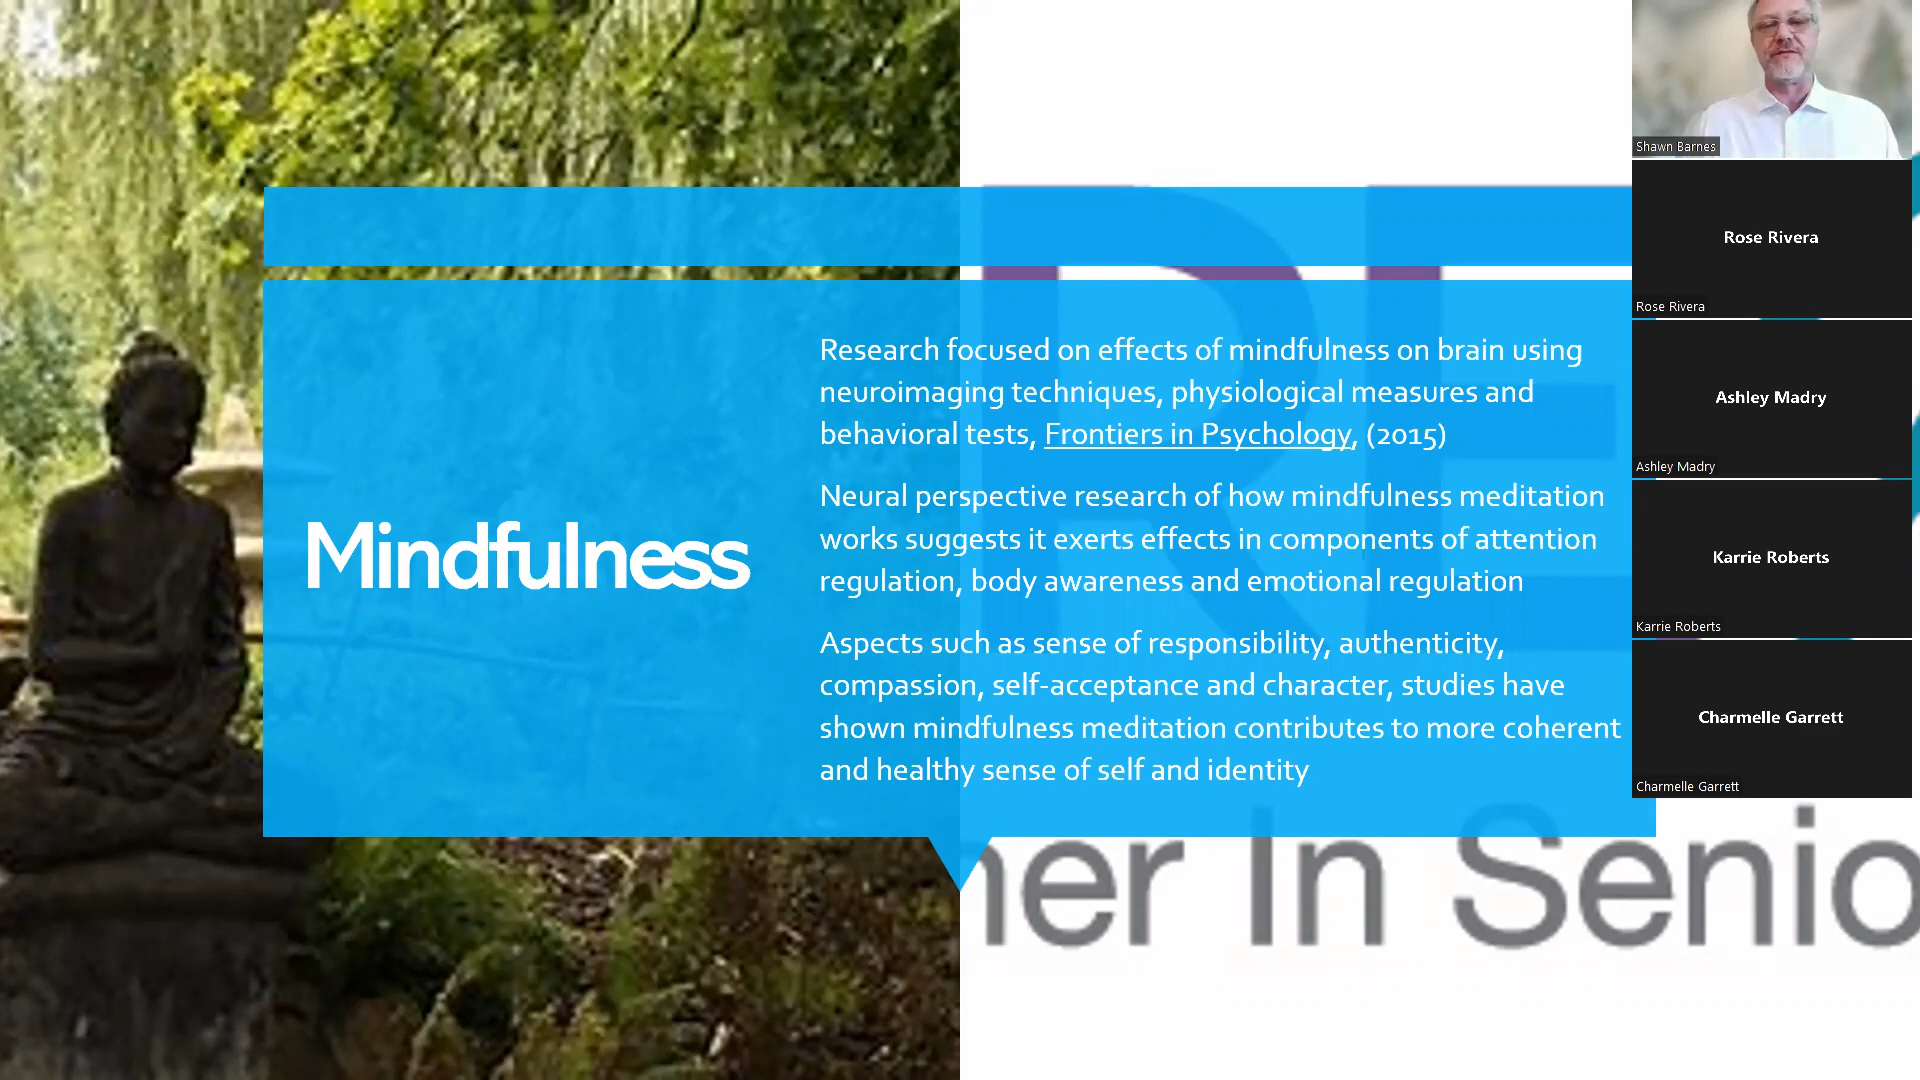 Mindfulness
Research focused on effects of mindfulness on brain using
neuroimaging techniques, physiological measures and
behavioral tests, Frontiers in Psychology, (2015)
Neural perspective research of how mindfulness meditation
works suggests it exerts effects in components of attention
regulation, body awareness and emotional regulation
Aspects such as sense of responsibility, authenticity,
compassion, self-acceptance and character, studies have
shown mindfulness meditation contributes to more coherent
and healthy sense of self and identity
RE
ner In Senio
Shawn Barnes
Rose Rivera
Rose Rivera
Ashley Madry
Ashley Madry
Karrie Roberts
Karrie Roberts
Charmelle Garrett
Charmelle Garrett